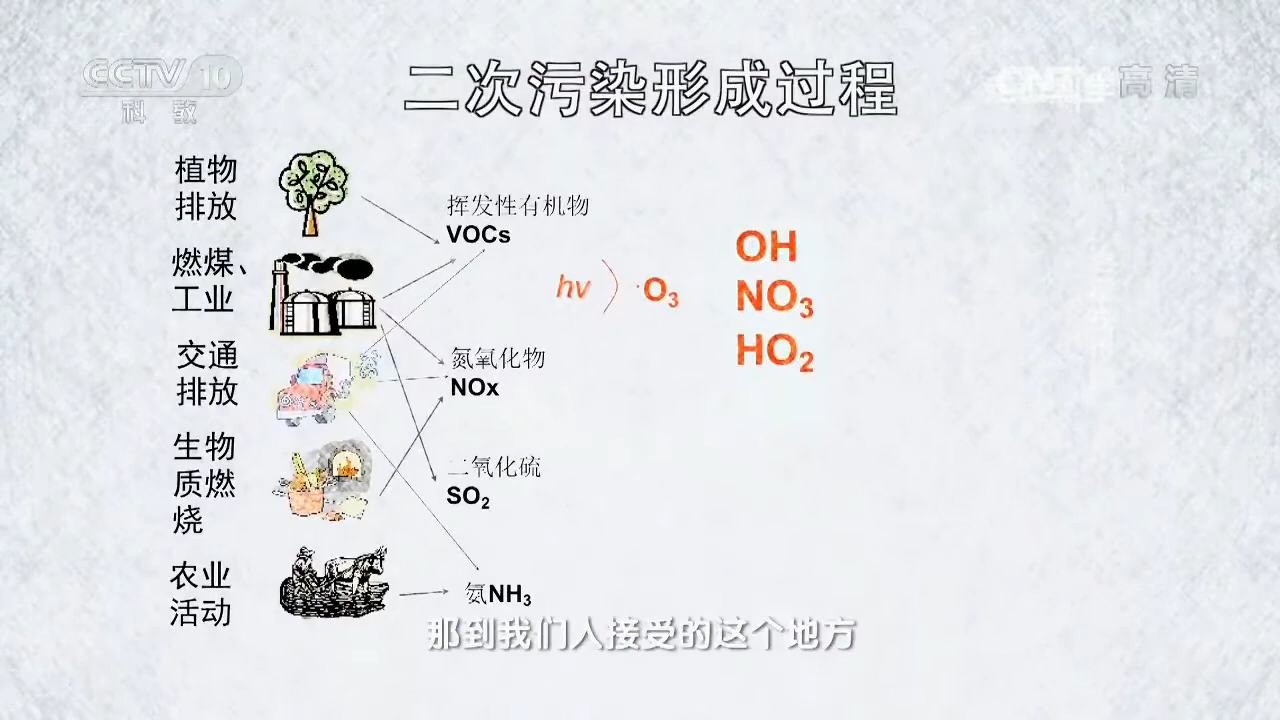 CCTV 10
科教
高清
二次污染形成过程
植物
排放
挥发性有机物
VOCs
燃煤、
工业
hv
O₃
OH
NO₃
HO₂
交通
排放
氮氧化物
NOx
生物
质燃
烧
二氧化硫
SO₂
农业
活动
氨NH₃
那到我们人接受的这个地方